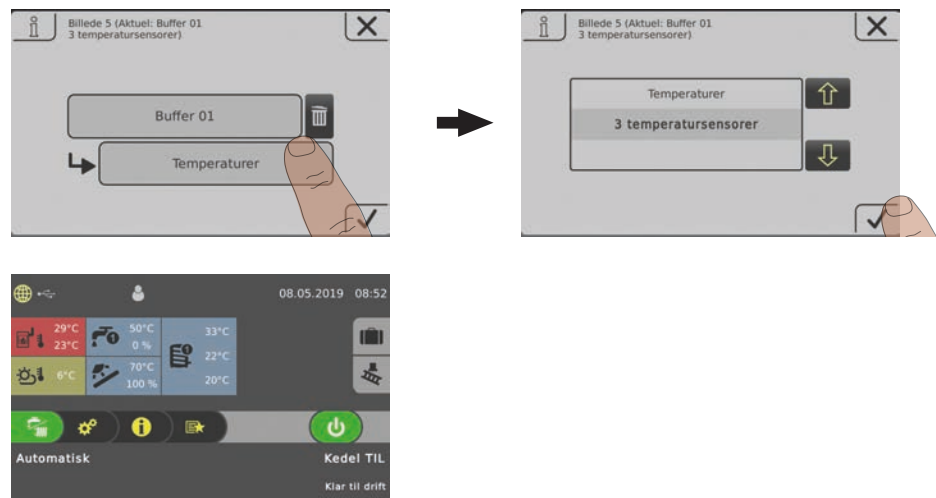 Billede 5 (Aktuel: Buffer 01
3 temperatursensorer)
Buffer 01
Temperaturer
Billede 5 (Aktuel: Buffer 01
3 temperatursensorer)
Temperaturer
3 temperatursensorer
08.05.2019 08:52
29°C
23°C
50°C
0 %
33°C
22°C
20°C
6°C
70°C
100 %
Automatisk
Kedel TIL
Klar til drift